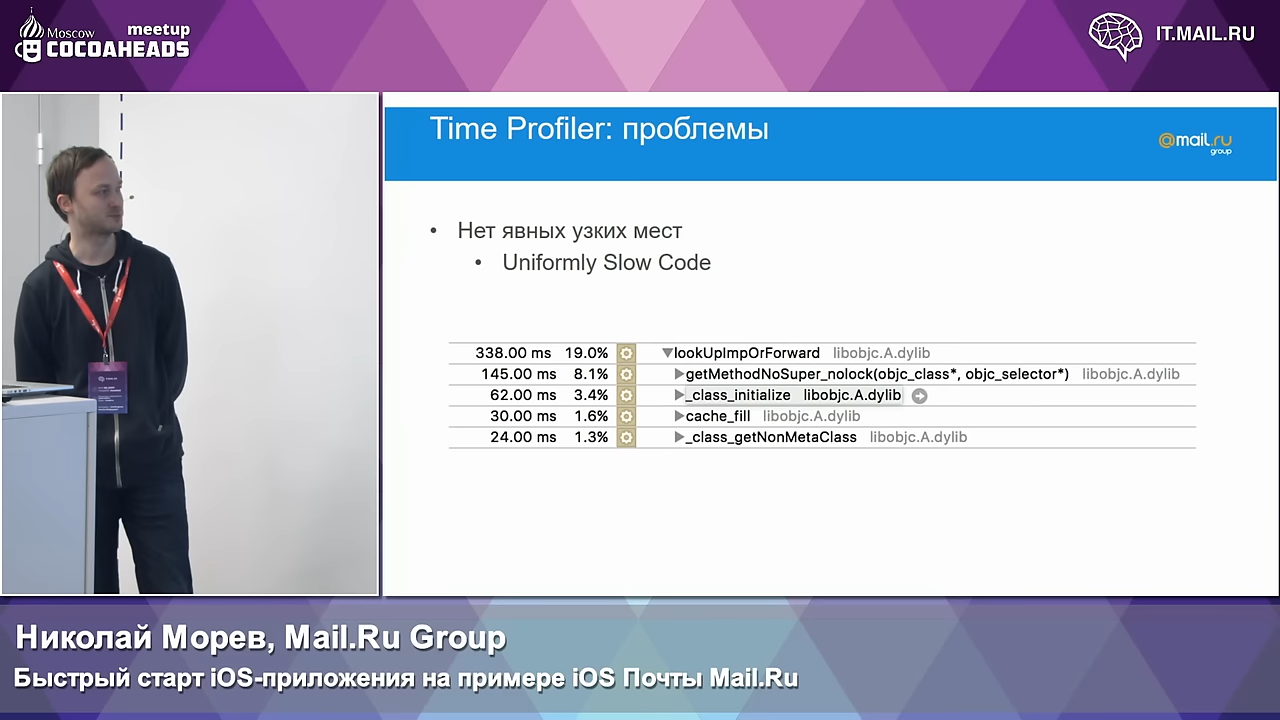 Moscow
meetup
COCOAHEADS
IT.MAIL.RU
Time Profiler: проблемы
@mail.ru
group
• Нет явных узких мест
• Uniformly Slow Code
338.00 ms 19.0% ▼lookUpImpOrForward libobjc.A.dylib
145.00 ms 8.1% ▶getMethodNoSuper_nolock(objc_class*, objc_selector*) libobjc.A.dylib
62.00 ms 3.4% ▶_class_initialize libobjc.A.dylib
30.00 ms 1.6% ▶cache_fill libobjc.A.dylib
24.00 ms 1.3% ▶_class_getNonMetaClass libobjc.A.dylib
Николай Морев, Mail.Ru Group
Быстрый старт iOS-приложения на примере iOS Почты Mail.Ru